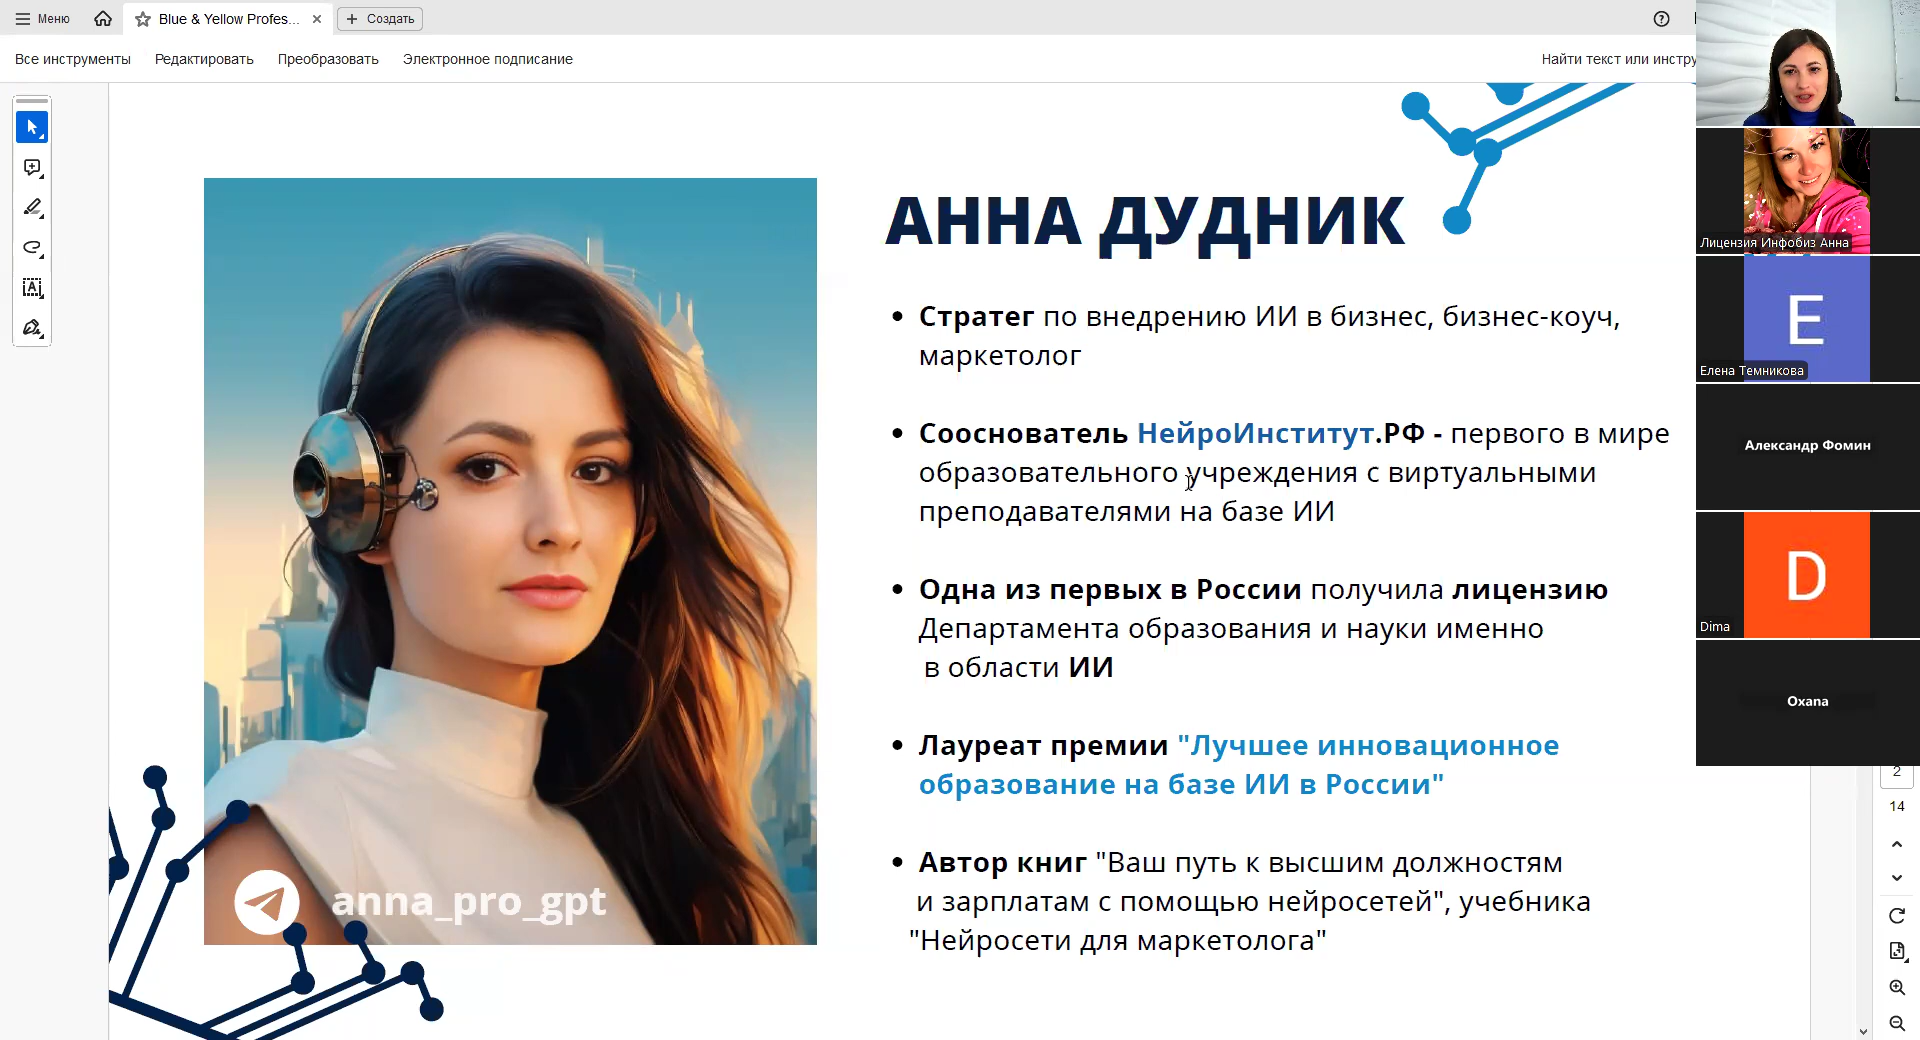 Меню
Blue & Yellow Profes...
Создать
Все инструменты
Редактировать
Преобразовать
Электронное подписание
Найти текст или инстру
АННА ДУДНИК
Стратег по внедрению ИИ в бизнес, бизнес-коуч,
маркетолог
Сооснователь НейроИнститут.РФ - первого в мире
образовательного учреждения с виртуальными
преподавателями на базе ИИ
Одна из первых в России получила лицензию
Департамента образования и науки именно
в области ИИ
Лауреат премии "Лучшее инновационное
образование на базе ИИ в России"
Автор книг "Ваш путь к высшим должностям
и зарплатам с помощью нейросетей", учебника
"Нейросети для маркетолога"
anna_pro_gpt
Лицензия Инфобиз Анна
E
Елена Темникова
Александр Фомин
D
Dima
Oxana
2
14